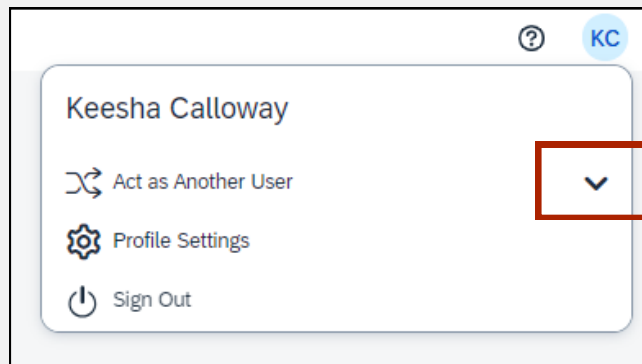 KC
Keesha Calloway
Act as Another User
Profile Settings
Sign Out